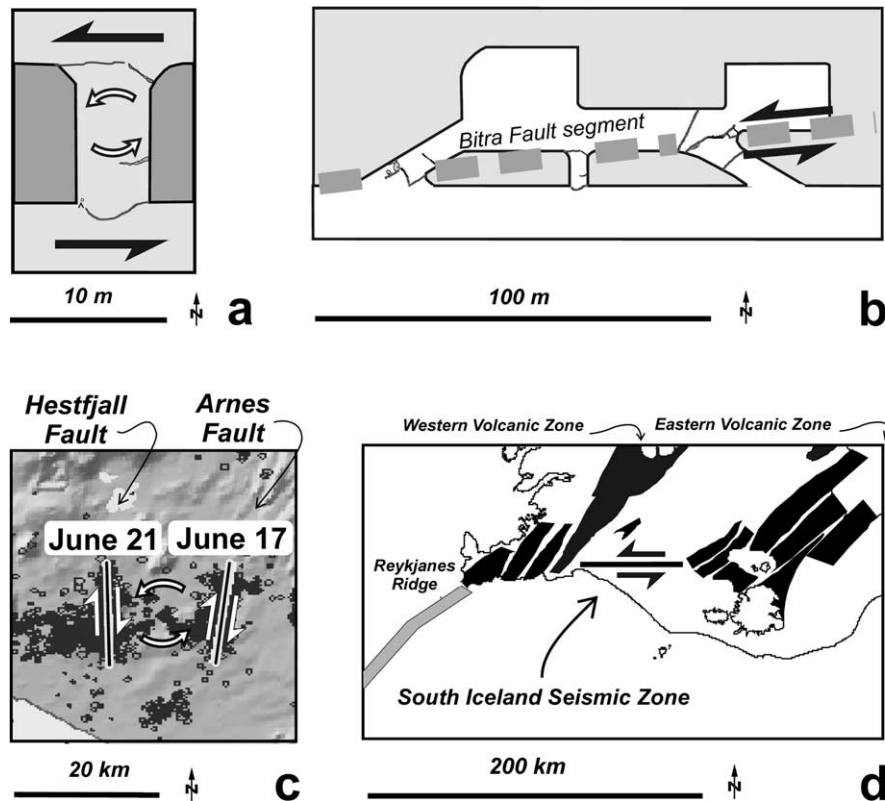 10 m
N
a
Bitra Fault segment
100 m
N
b
Hestfjall
Fault
Arnes
Fault
June 21
June 17
20 km
N
c
Western Volcanic Zone
Eastern Volcanic Zone
Reykjanes
Ridge
South Iceland Seismic Zone
200 km
N
d